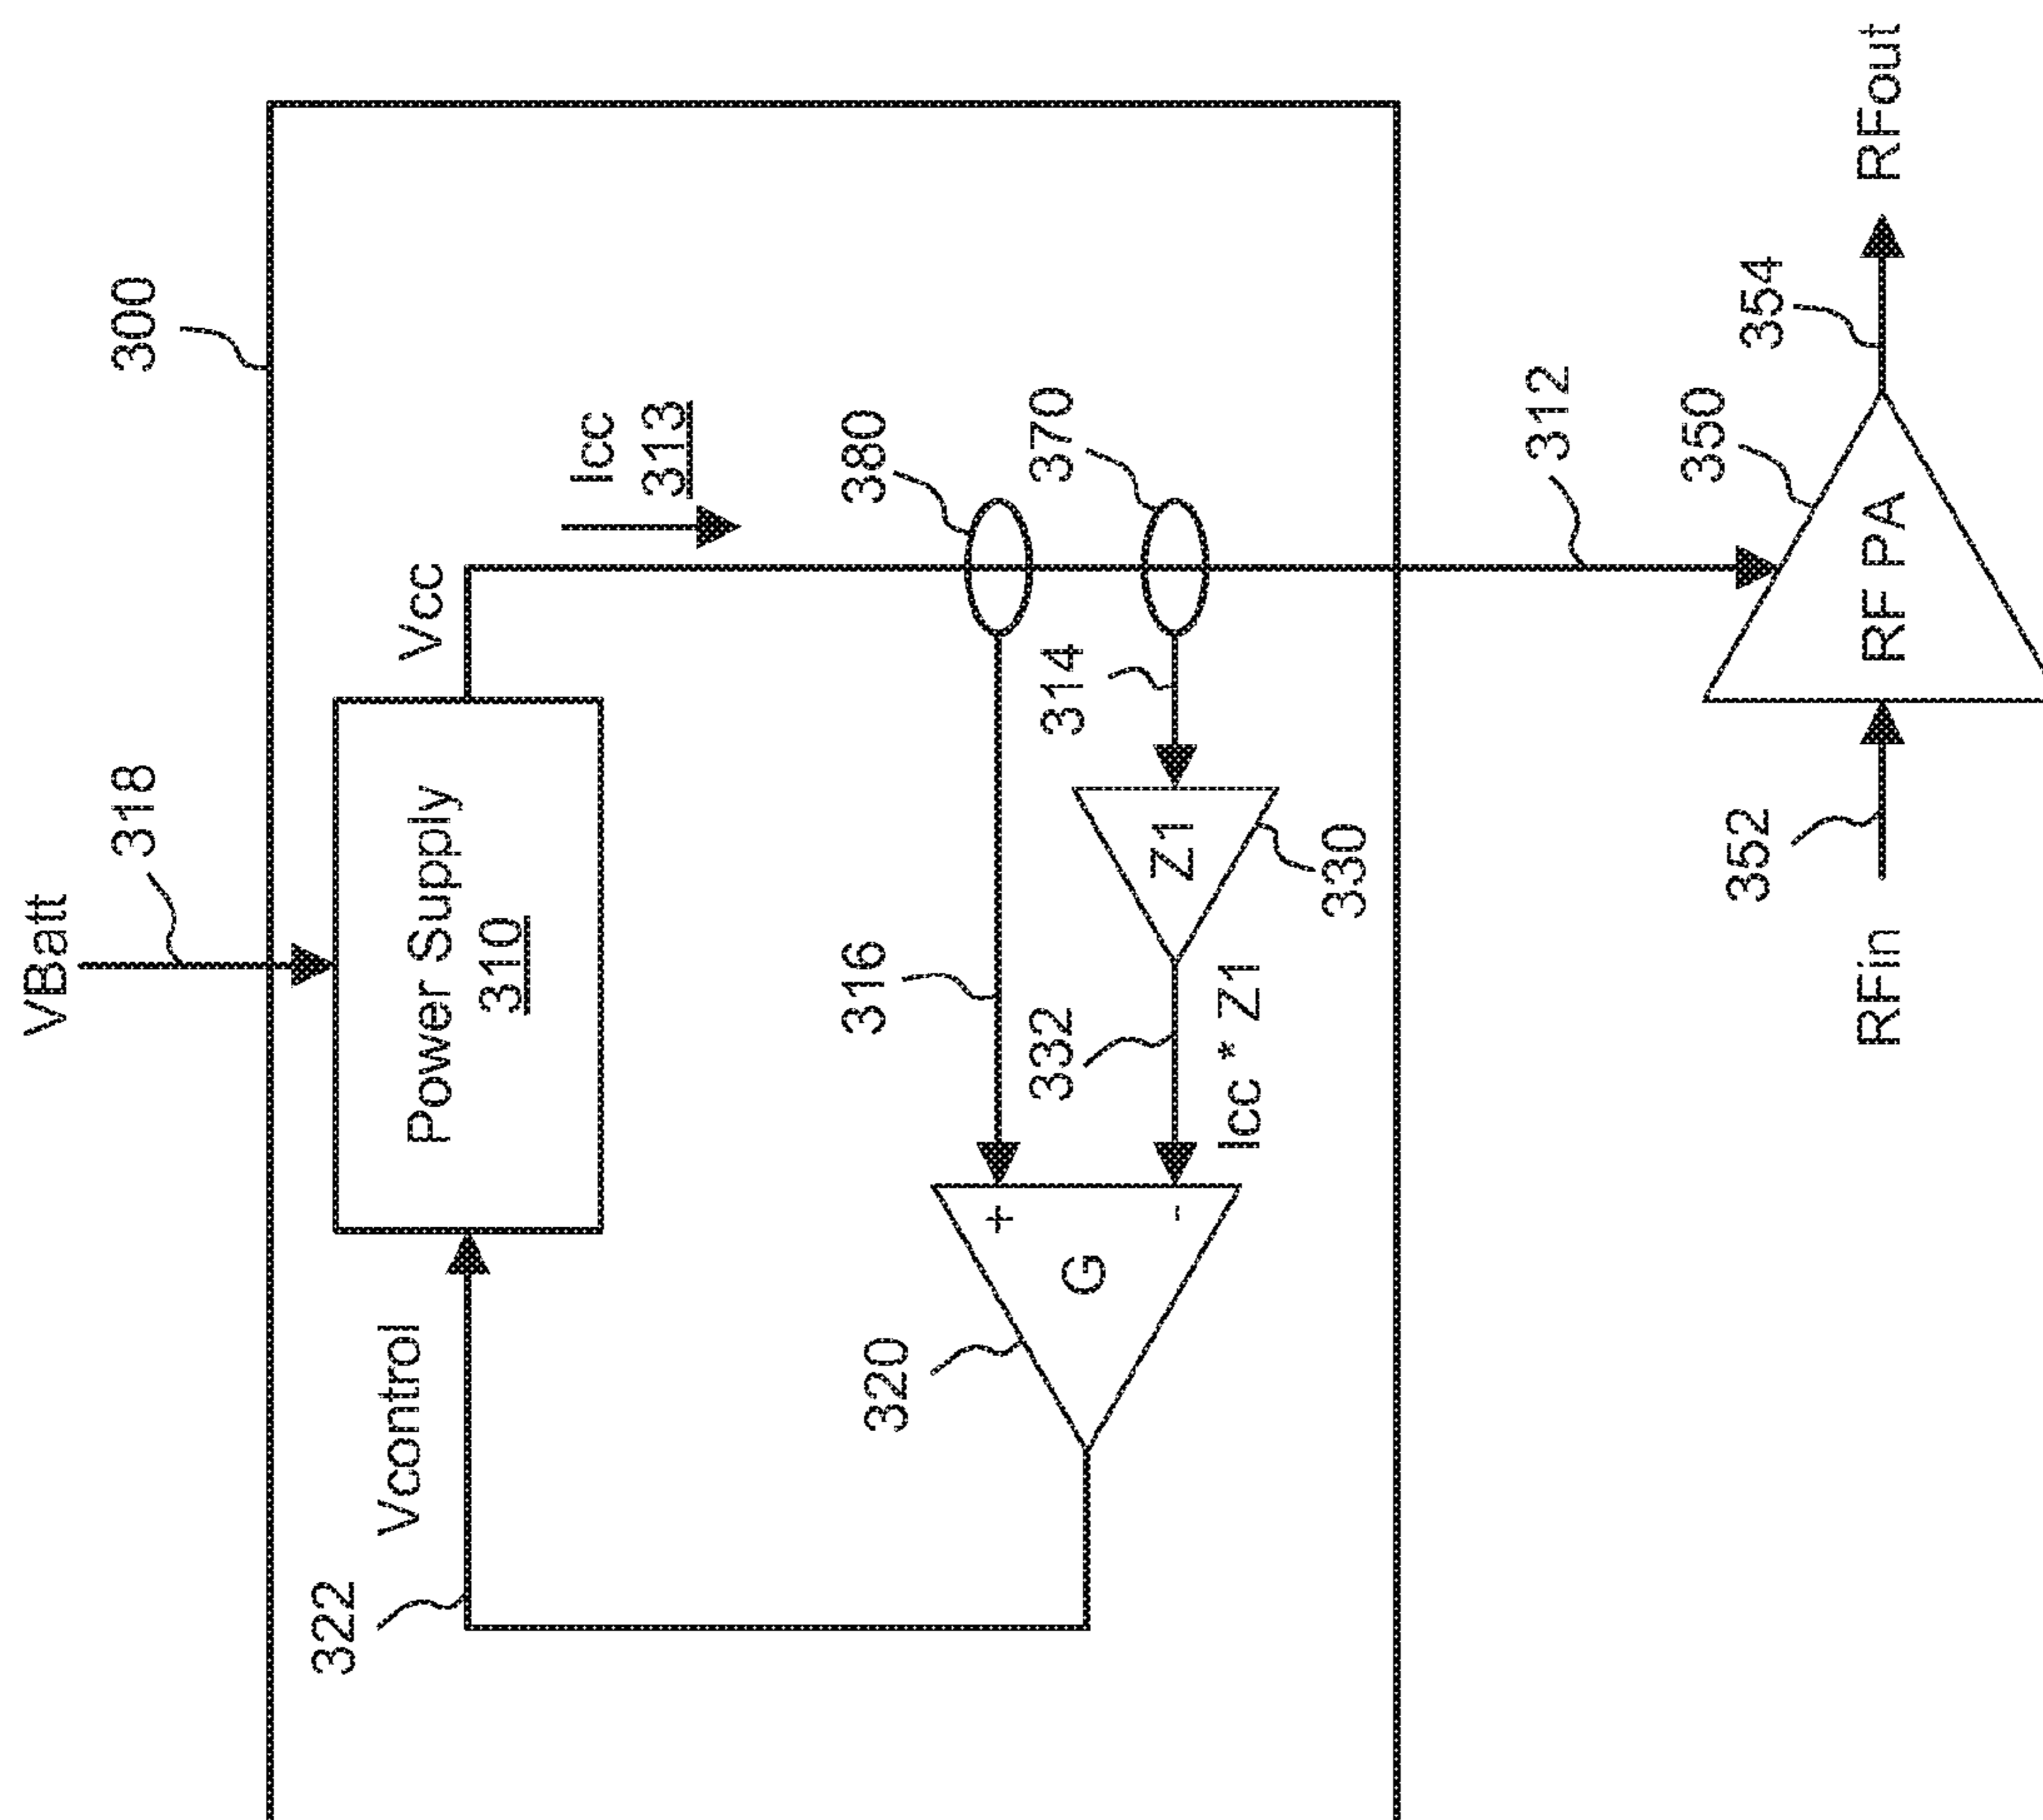 VBatt
318
300
Power Supply
310
Vcc
Icc
313
Vcontrol
322
380
370
316
314
Z1
330
332
Icc * Z1
+
-
G
320
312
350
RF PA
352
354
RFin
RFout